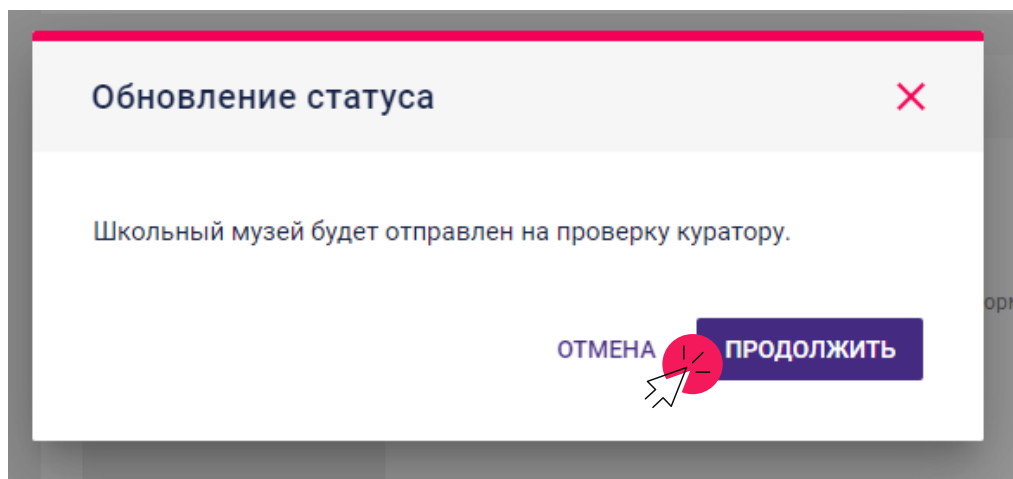 Обновление статуса
Школьный музей будет отправлен на проверку куратору.
ОТМЕНА
ПРОДОЛЖИТЬ